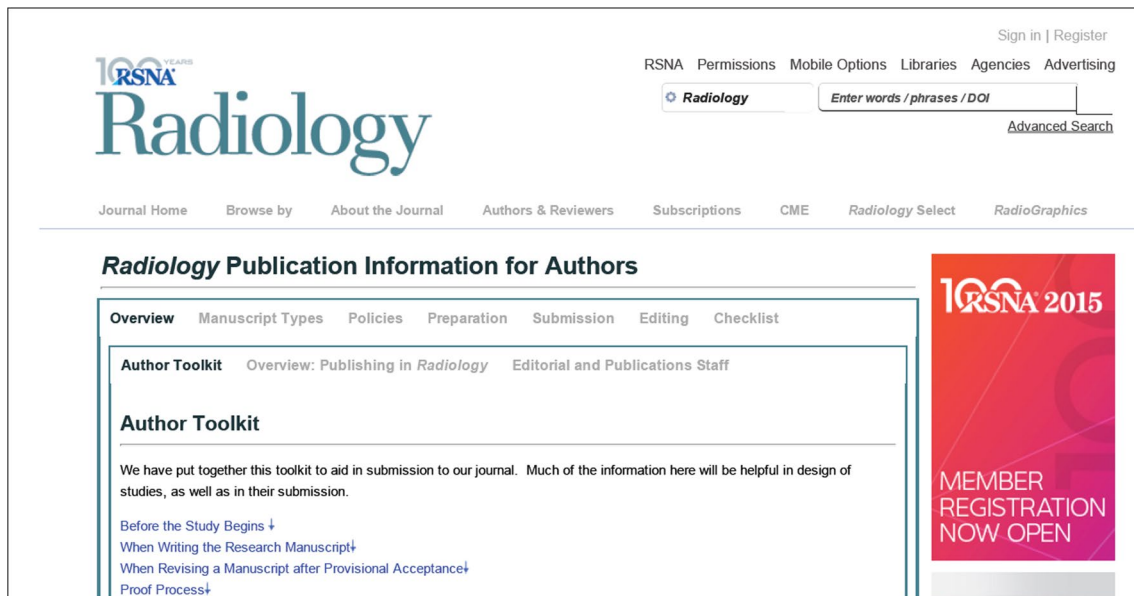 Sign in | Register
100 YEARS
RSNA
Radiology
RSNA Permissions Mobile Options Libraries Agencies Advertising
Radiology Enter words / phrases / DOI
Advanced Search
Journal Home Browse by About the Journal Authors & Reviewers Subscriptions CME Radiology Select RadioGraphics
Radiology Publication Information for Authors
Overview Manuscript Types Policies Preparation Submission Editing Checklist
Author Toolkit Overview: Publishing in Radiology Editorial and Publications Staff
Author Toolkit
We have put together this toolkit to aid in submission to our journal. Much of the information here will be helpful in design of
studies, as well as in their submission.
Before the Study Begins
When Writing the Research Manuscript
When Revising a Manuscript after Provisional Acceptance
Proof Process
100 RSNA 2015
MEMBER
REGISTRATION
NOW OPEN